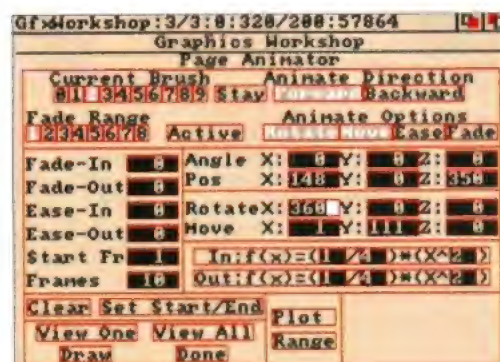 GfxWorkshop:3/3:0:320/200:57864
Graphics Workshop
Page Animator
Current Brush
Animate Direction
0 1 2 3 4 5 6 7 8 9 Stay Forward Backward
Fade Range
Animate Options
1 2 3 4 5 6 7 8 Active Rotate Move Ease Fade
Fade-In 0 Angle X: 0 Y: 0 Z: 0
Fade-Out 0 Pos X: 148 Y: 0 Z: 350
Ease-In 0 Rotate X: 360 Y: 0 Z: 0
Ease-Out 0 Move X: 1 Y: 111 Z: 0
Start Fr 1 In:f(x)=(1 /4 )*(X^2 )
Frames 10 Out:f(x)=(1 /4 )*(X^2 )
Clear Set Start/End Plot
View One View All Range
Draw Done